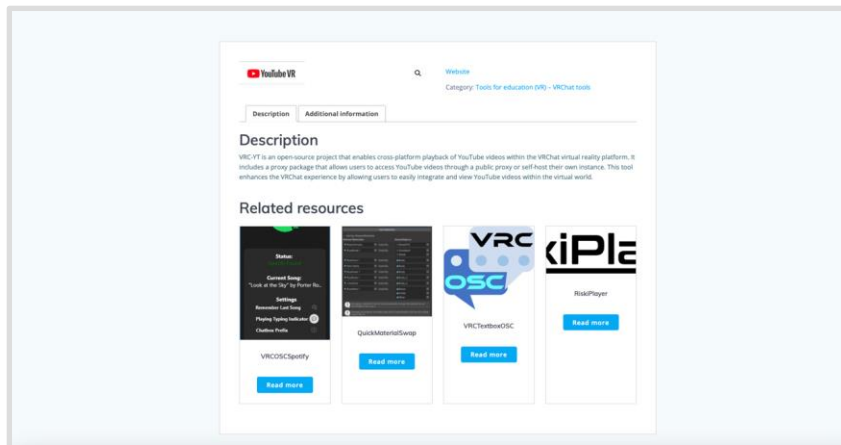 YouTube VR
Website
Category: Tools for education (VR) – VRChat tools
Description
Additional information
Description
VRC-YT is an open-source project that enables cross-platform playback of YouTube videos within the VRChat virtual reality platform. It
includes a proxy package that allows users to access YouTube videos through a public proxy or self-host their own instance. This tool
enhances the VRChat experience by allowing users to easily integrate and view YouTube videos within the virtual world.
Related resources
Status:
Current Song:
"Look at the Sky" by Porter Ro..
Settings
Remember Last Song
Playing Typing Indicator
Chatbox Prefix
VRCOSCSpotify
Read more
QuickMaterialSwap
Read more
VRC
OSC
VRCTextboxOSC
Read more
kiPla
RiskiPlayer
Read more